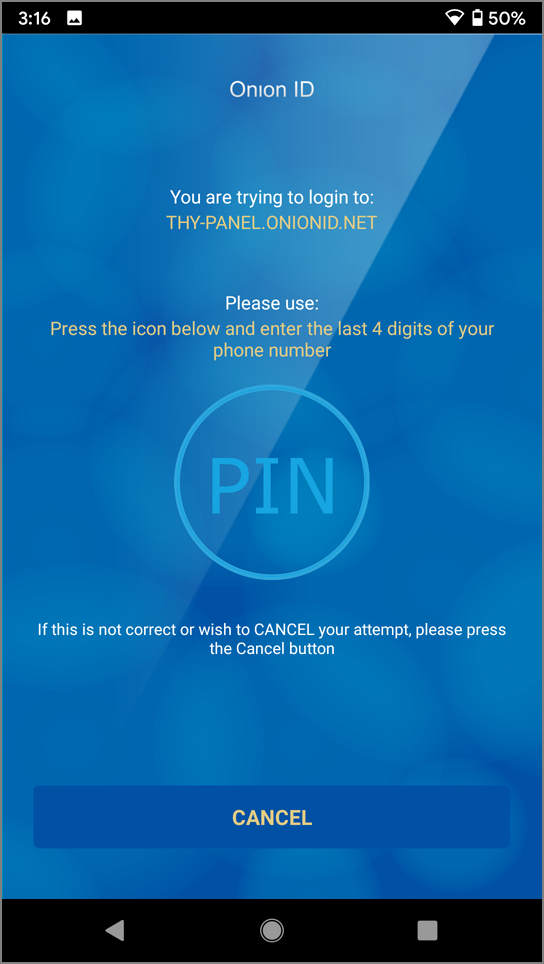 3:16
50%
Onion ID
You are trying to login to:
THY-PANEL.ONIONID.NET
Please use:
Press the icon below and enter the last 4 digits of your
phone number
PIN
If this is not correct or wish to CANCEL your attempt, please press
the Cancel button
CANCEL